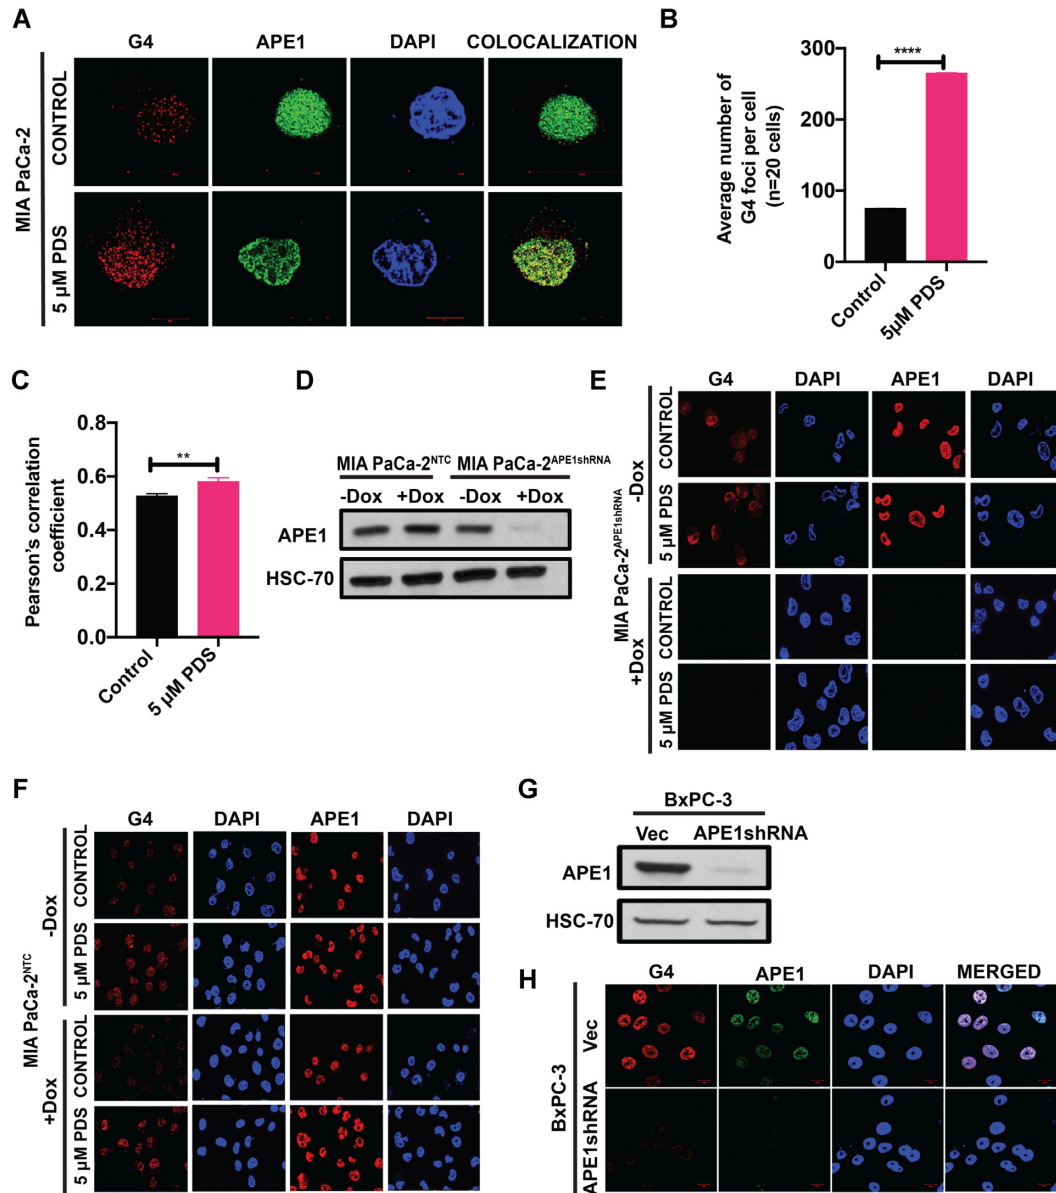 A
G4 APE1 DAPI COLOCALIZATION
MIA PaCa-2
CONTROL
5 µM PDS
B
Average number of
G4 foci per cell
(n=20 cells)
300
200
100
0
****
Control
5µM PDS
C
Pearson's correlation
coefficient
0.8
0.6
0.4
0.2
0.0
**
Control
5 µM PDS
D
MIA PaCa-2NTC MIA PaCa-2APE1shRNA
-Dox +Dox -Dox +Dox
APE1
HSC-70
E
G4 DAPI APE1 DAPI
MIA PaCa-2APE1shRNA
-Dox
CONTROL
5 µM PDS
+Dox
CONTROL
5 µM PDS
F
G4 DAPI APE1 DAPI
MIA PaCa-2NTC
-Dox
CONTROL
5 µM PDS
+Dox
CONTROL
5 µM PDS
G
BxPC-3
Vec APE1shRNA
APE1
HSC-70
H
G4 APE1 DAPI MERGED
BxPC-3
Vec
APE1shRNA